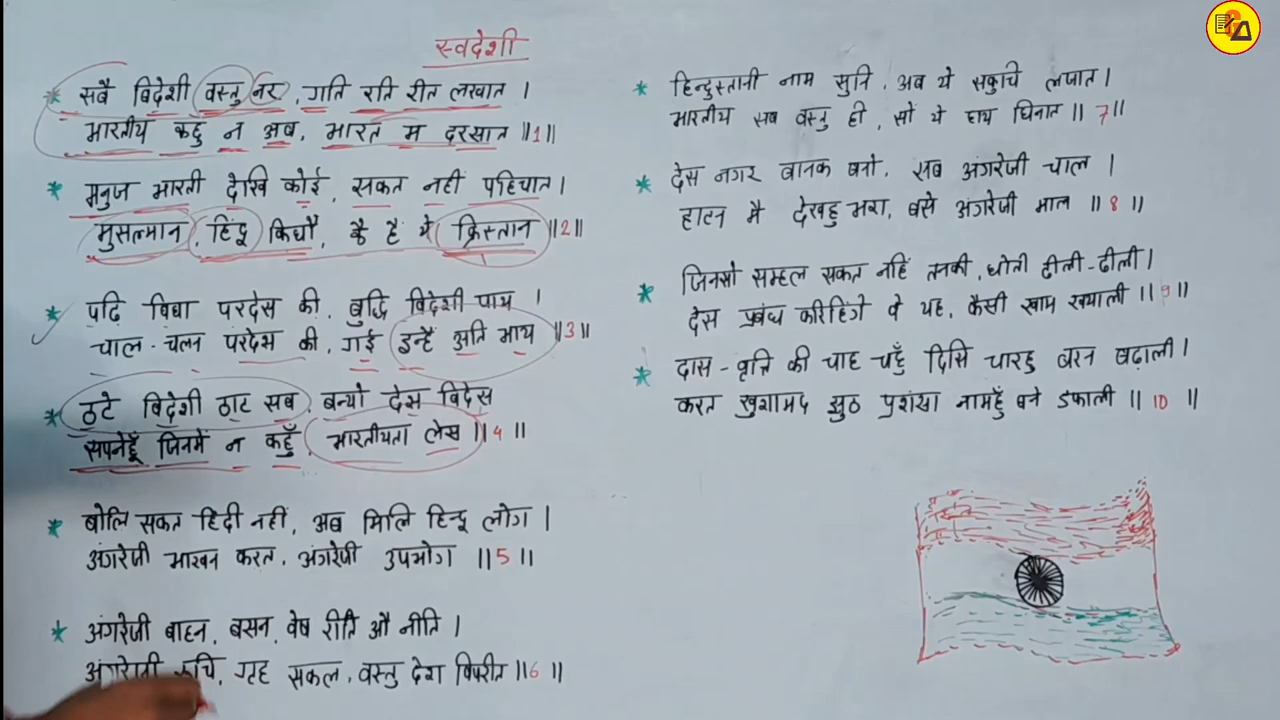 स्वदेशी
* सबै विदेशी वस्तु नर, गति रति रीत लखात ।
भारतीय कछु न अब, भारत म दरसात ॥1॥
* मनुज भारती देखि कोई, सकत नहीं पहिचान ।
मुसल्मान, हिंदू किधौं, कै हैं ये क्रिस्तान ॥2॥
पढ़ि विद्या परदेस की, बुद्धि विदेशी पाय ।
चाल-चलन परदेस की, गई इन्हैं अति भाय ॥3॥
* ठटे विदेशी ठाट सब, बन्यो देस विदेस
सपनेहूँ जिनमें न कहूँ, भारतीयता लेस ॥4॥
* बोलि सकत हिंदी नहीं, अब मिलि हिन्दू लोग ।
अंगरेजी भाखन करत, अंगरेजी उपभोग ॥5॥
* अंगरेजी बाहन, बसन, वेष रीति औ नीति ।
अंगरेजी रुचि, गृह सकल, वस्तु देश विपरीत ॥6॥
* हिन्दुस्तानी नाम सुनि, अब ये सकुचि लजात ।
भारतीय सब वस्तु ही, सों ये हाय घिनात ॥7॥
* देस नगर बानक बनो, सब अंगरेजी चाल ।
हाटन मै देखहु भरा, बसे अंगरेजी माल ॥8॥
* जिनसों सम्हल सकत नहिं तनकी, धोती ढीली-ढीली ।
देस प्रबंध करिहिंगे वे यह, कैसी खाम खयाली ॥9॥
* दास-वृत्ति की चाह चहूँ दिसि चारहु बरन बढ़ाली ।
करत खुशामद झूठ प्रशंसा मानहुँ बने डफाली ॥10॥